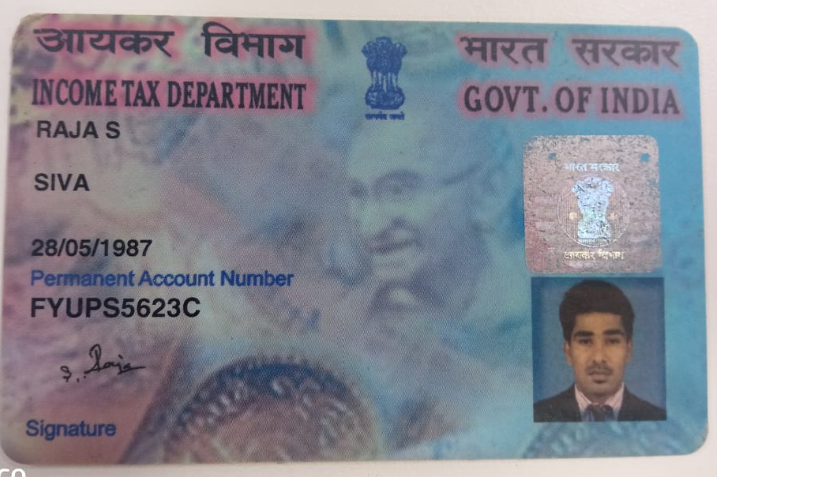 आयकर विभाग
भारत सरकार
INCOME TAX DEPARTMENT
GOVT. OF INDIA
RAJA S
SIVA
28/05/1987
Permanent Account Number
FYUPS5623C
S. Raja
Signature
सत्यमेव जयते
भारत सरकार
आयकर विभाग